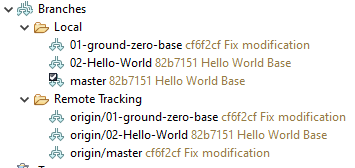 Branches
Local
01-ground-zero-base cf6f2cf Fix modification
02-Hello-World 82b7151 Hello World Base
master 82b7151 Hello World Base
Remote Tracking
origin/01-ground-zero-base cf6f2cf Fix modification
origin/02-Hello-World 82b7151 Hello World Base
origin/master cf6f2cf Fix modification